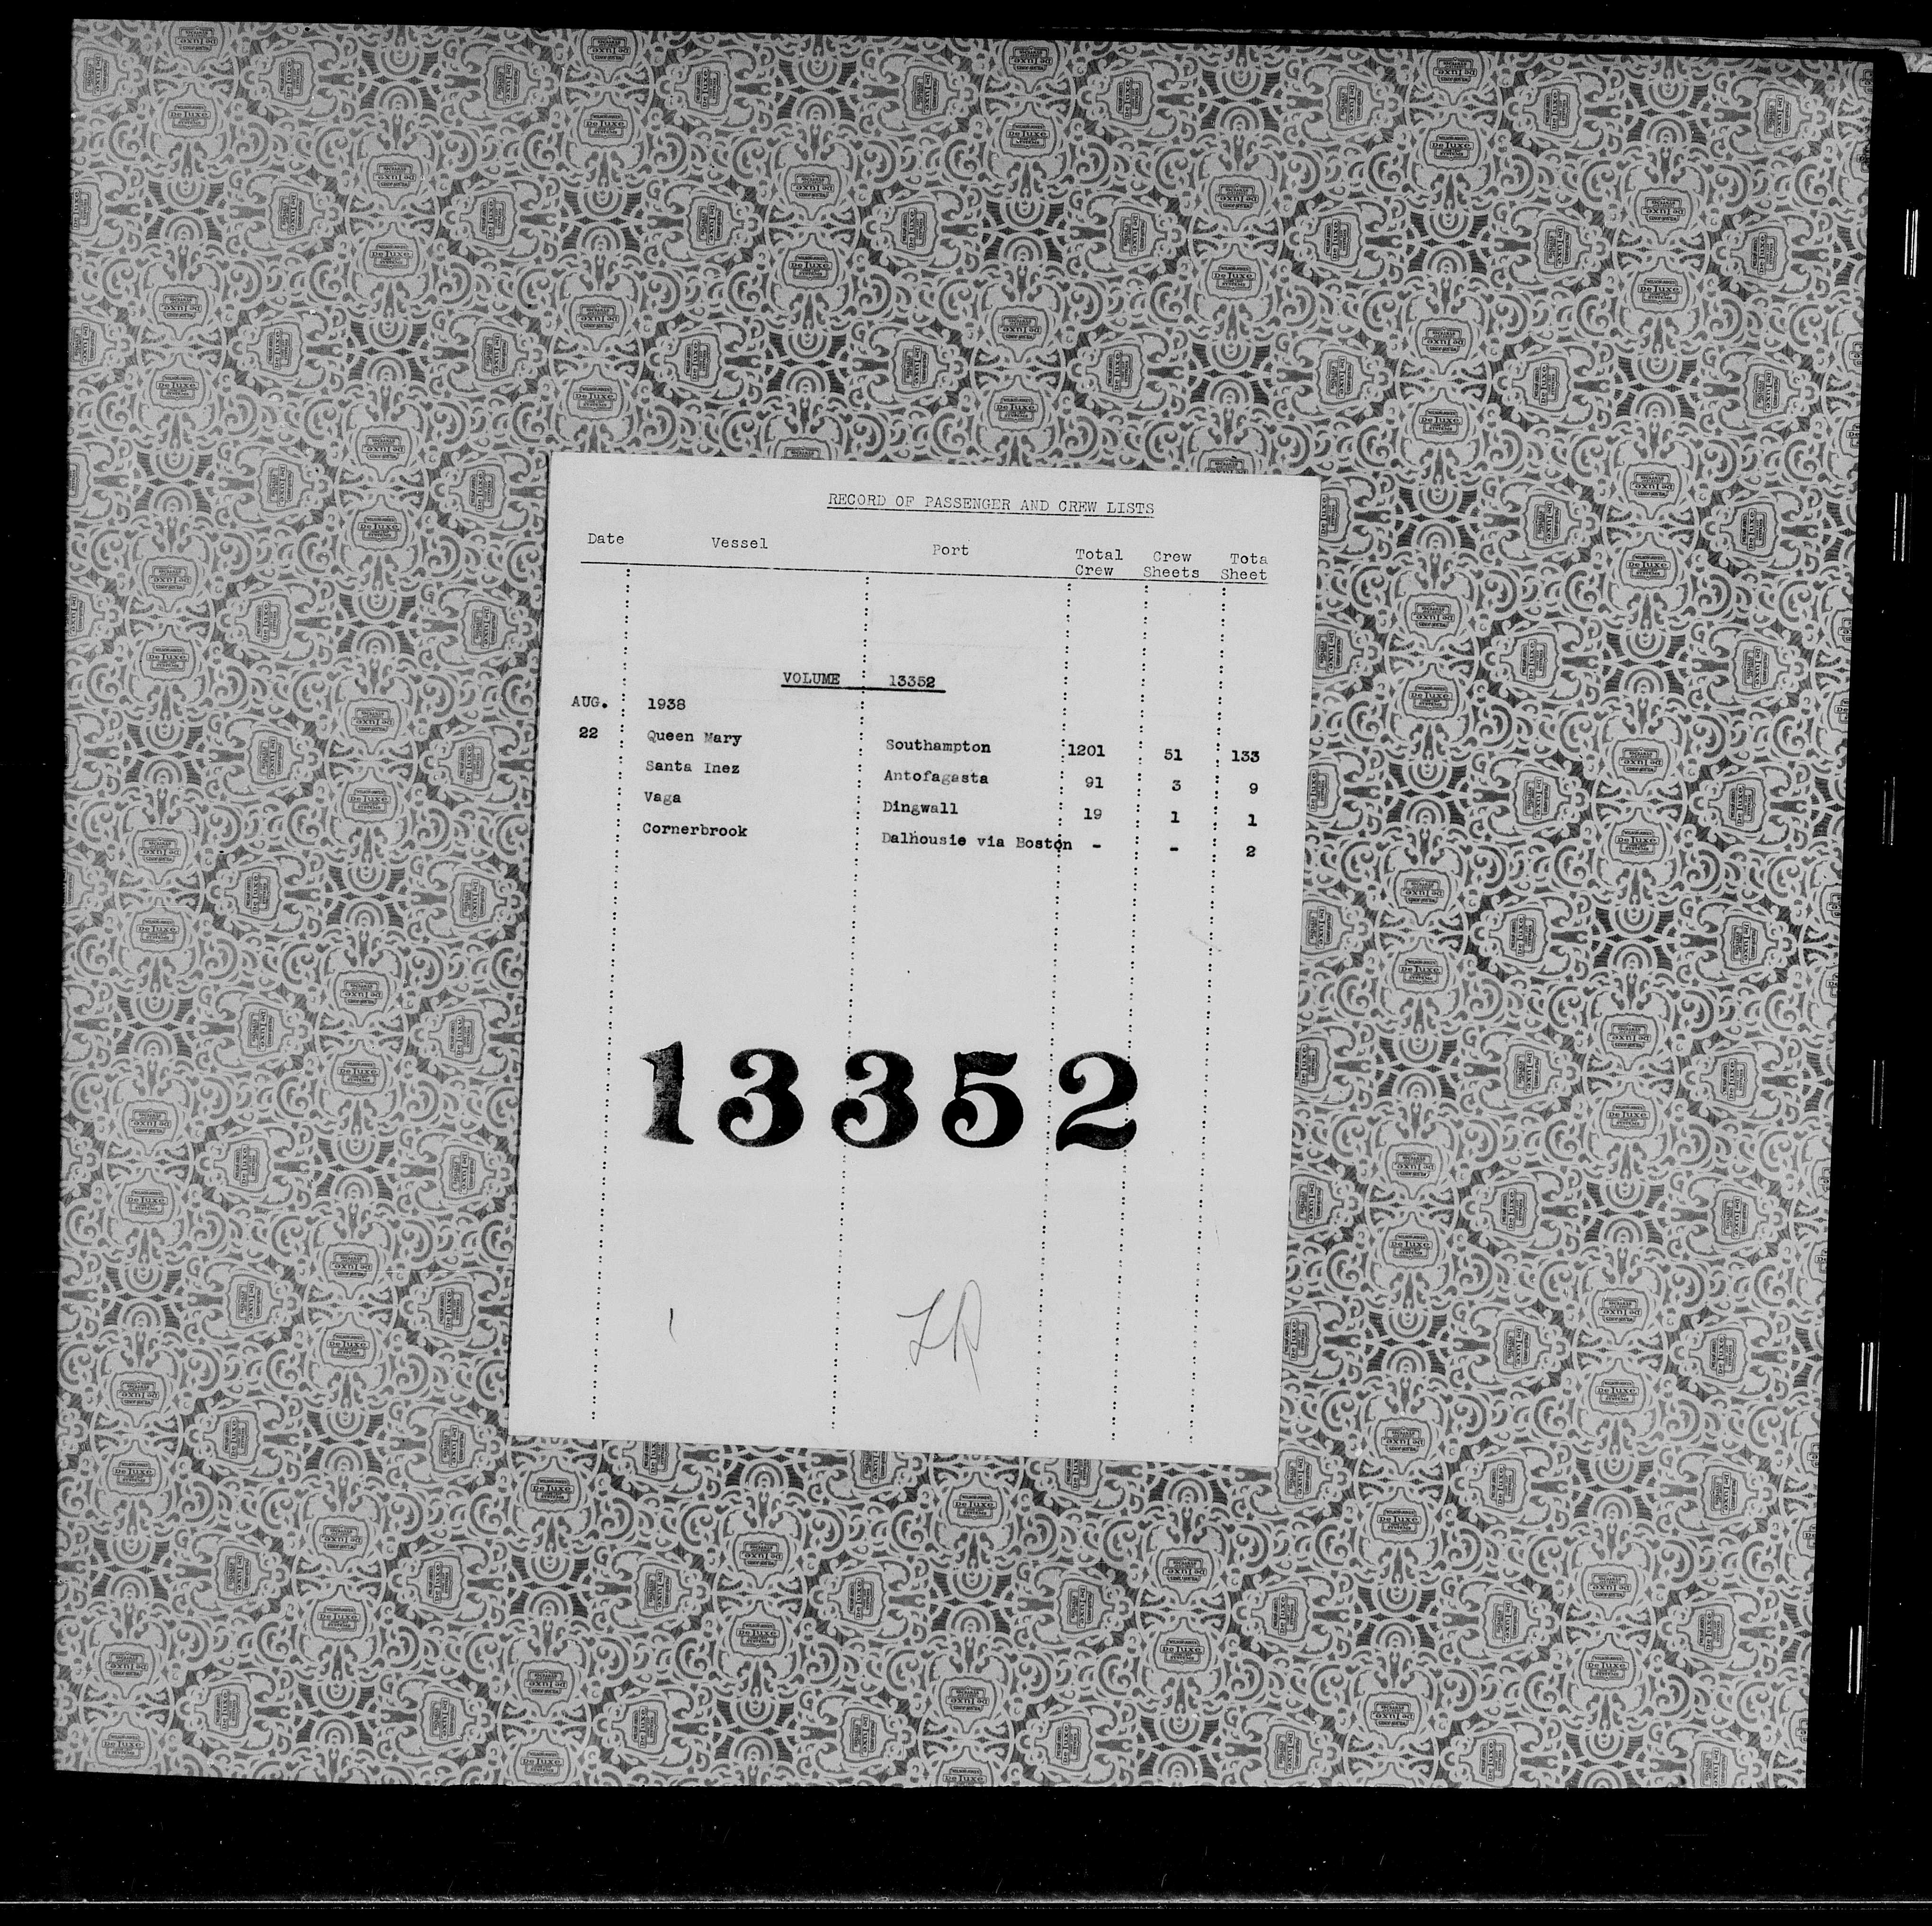 RECORD OF PASSENGER AND CREW LISTS
Date Vessel Port Total Crew Crew Sheets Tota Sheet
VOLUME 13352
AUG. 1938
22 Queen Mary Southampton 1201 51 133
Santa Inez Antofagasta 91 3 9
Vaga Dingwall 19 1 1
Cornerbrook Dalhousie via Boston - - 2
13352